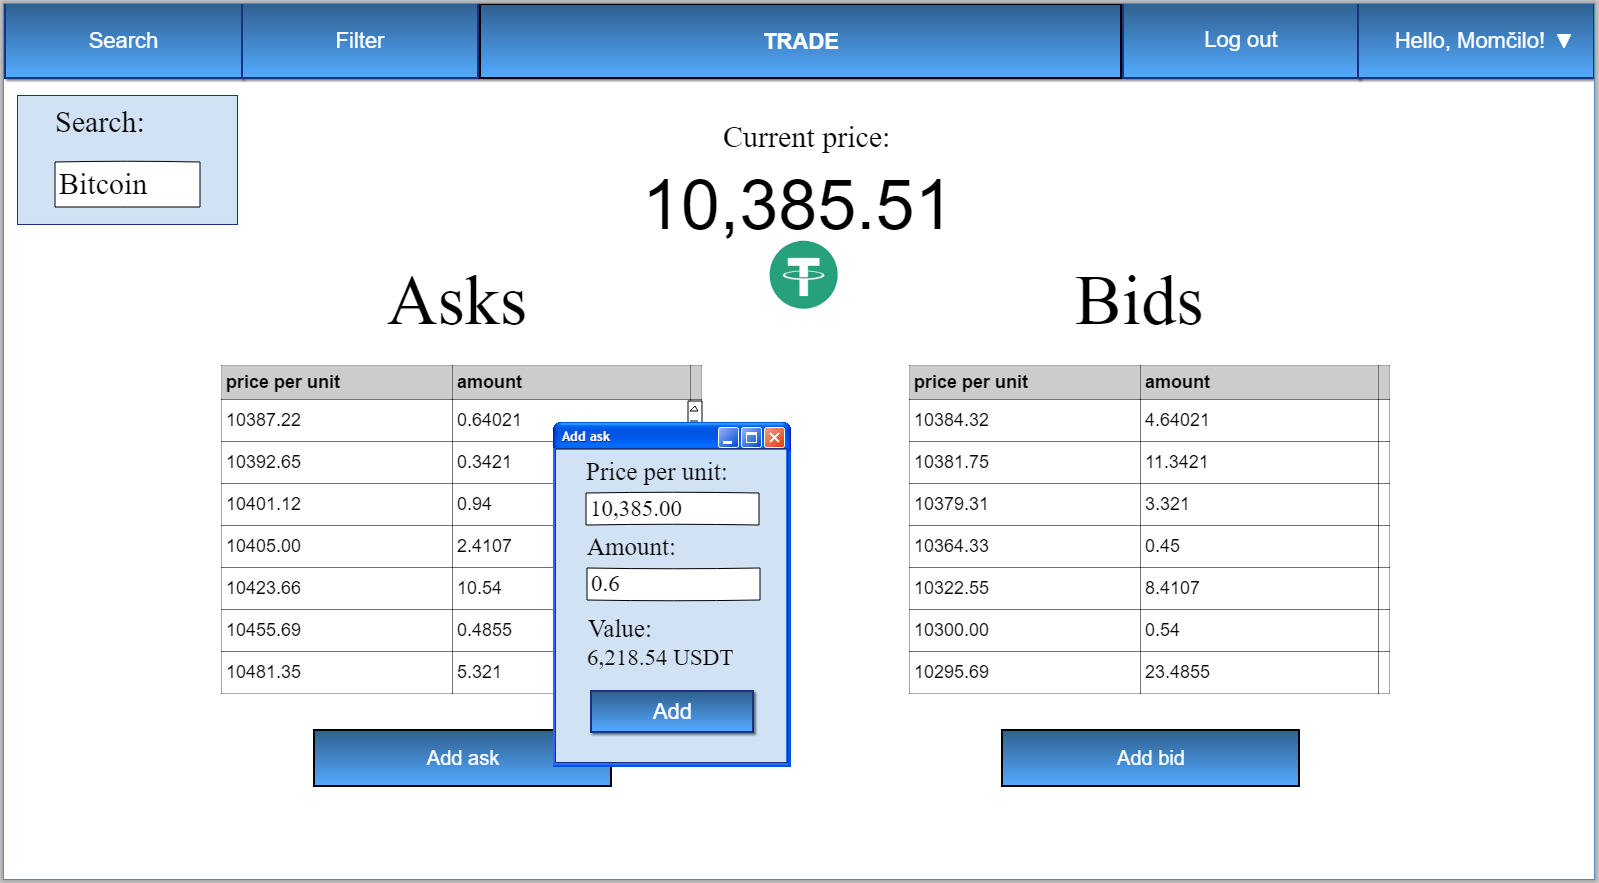 Search
Filter
TRADE
Log out
Hello, Momčilo! ▼
Search:
Bitcoin
Current price:
10,385.51
Asks
Bids
price per unit amount
10387.22 0.64021
10392.65 0.3421
10401.12 0.94
10405.00 2.4107
10423.66 10.54
10455.69 0.4855
10481.35 5.321
Add ask
Add ask
Price per unit:
10,385.00
Amount:
0.6
Value:
6,218.54 USDT
Add
price per unit amount
10384.32 4.64021
10381.75 11.3421
10379.31 3.321
10364.33 0.45
10322.55 8.4107
10300.00 0.54
10295.69 23.4855
Add bid